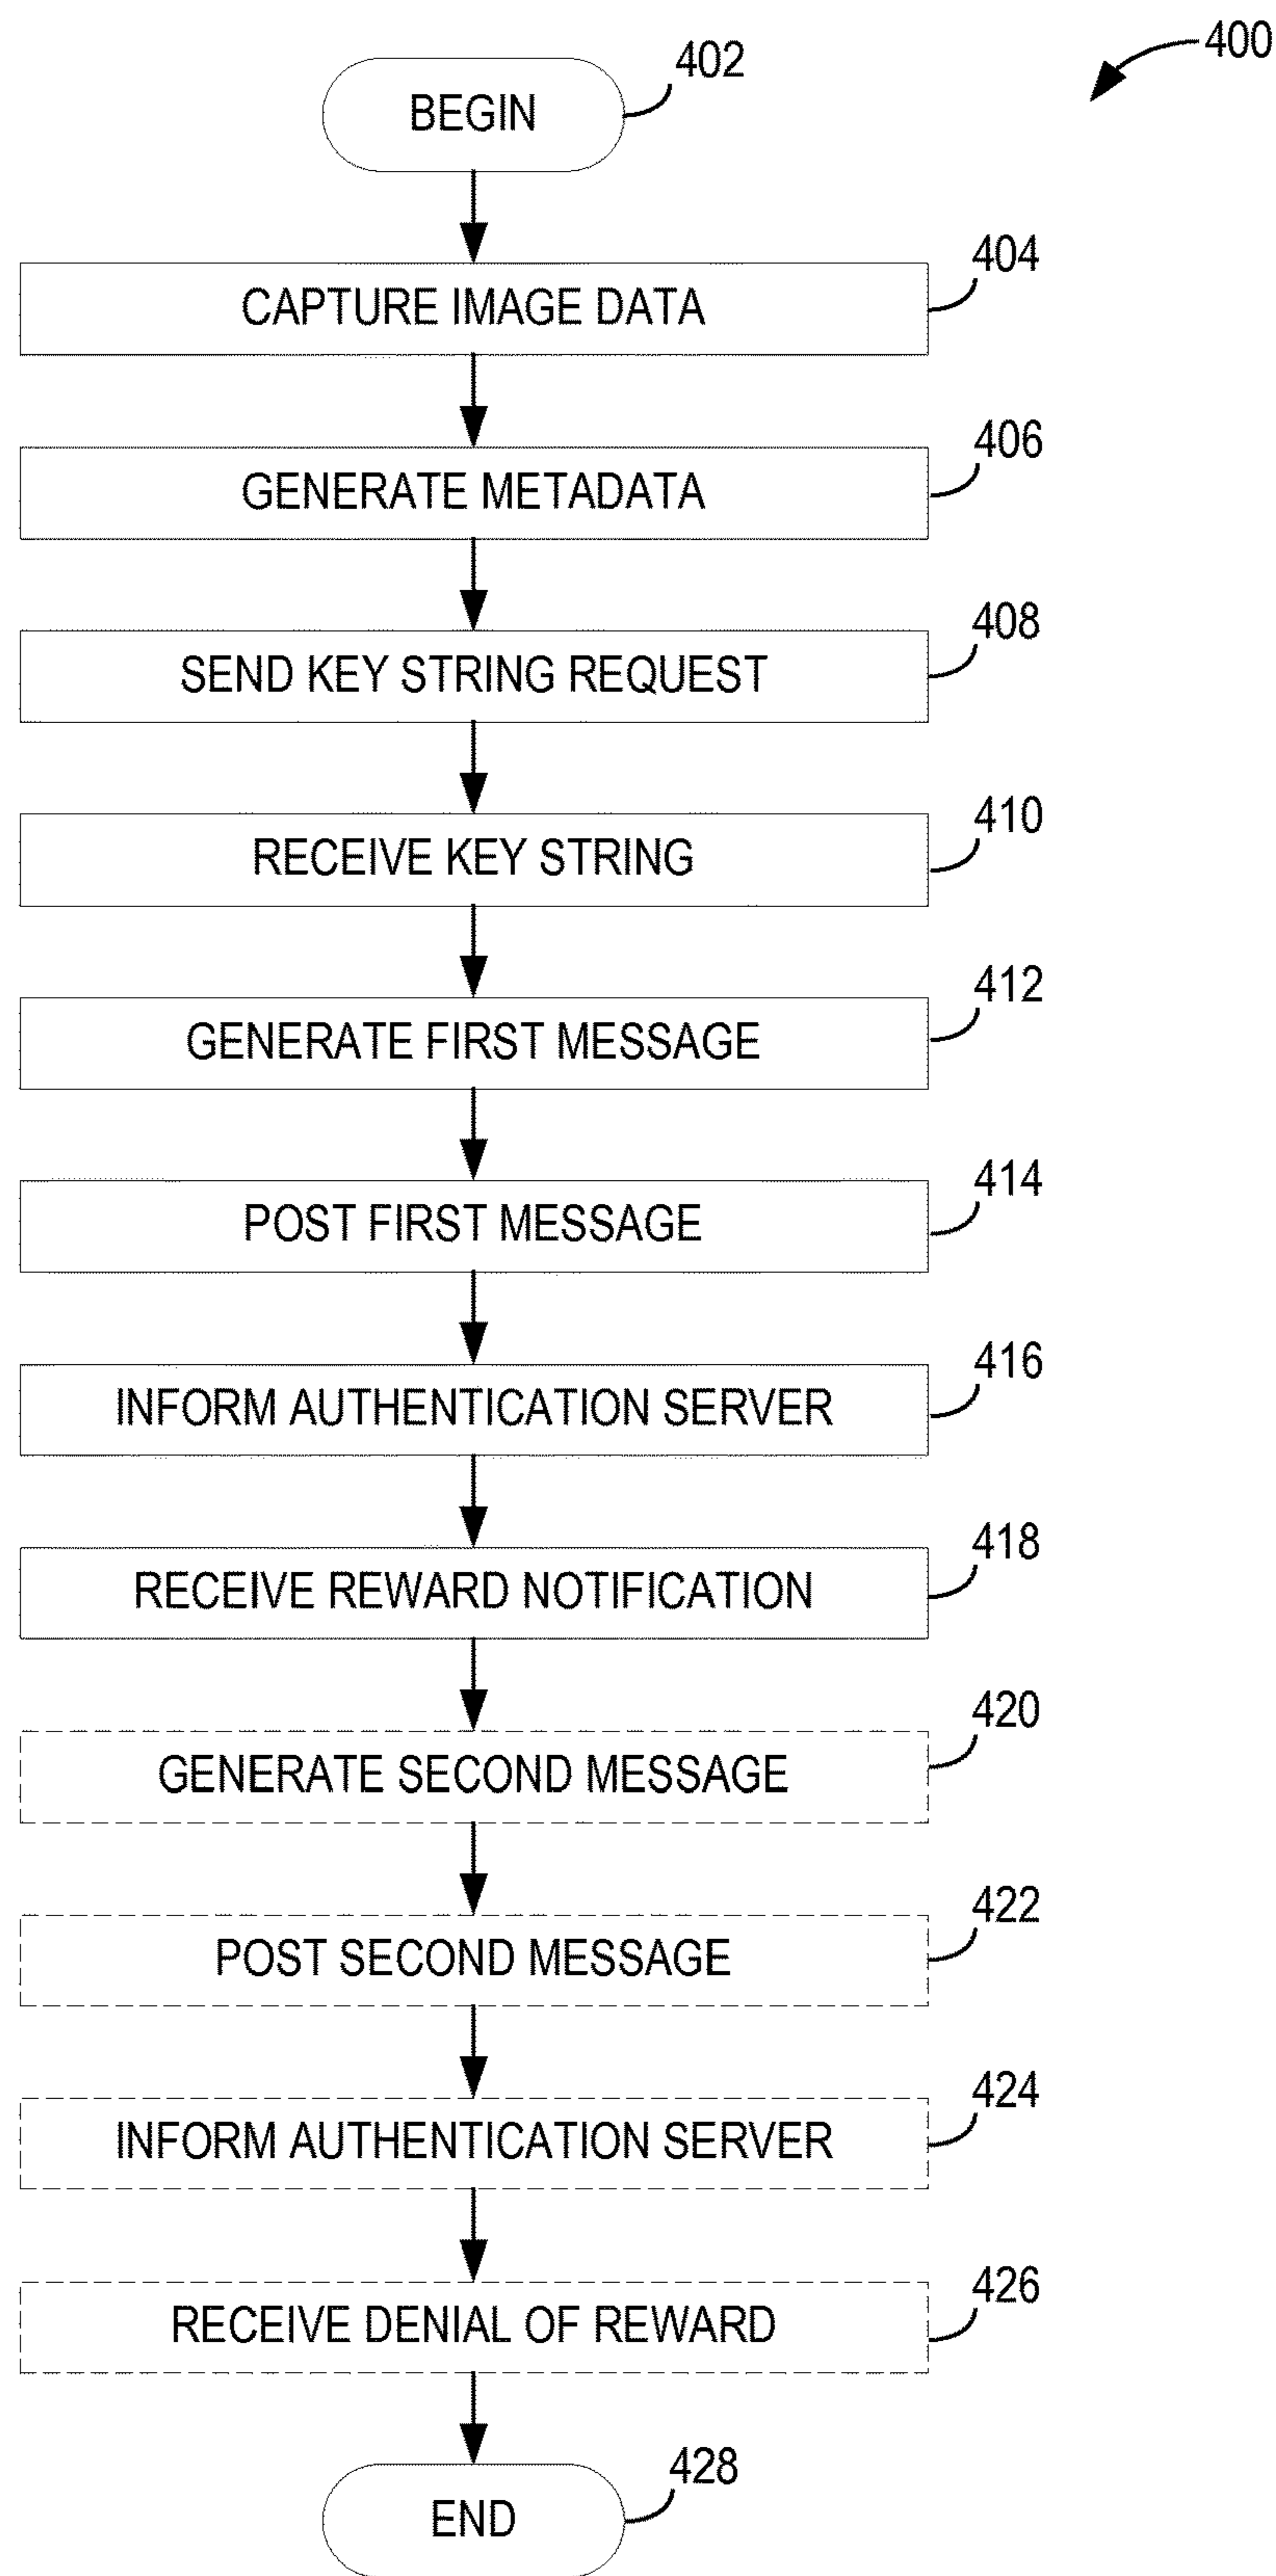 400
402
BEGIN
404
CAPTURE IMAGE DATA
406
GENERATE METADATA
408
SEND KEY STRING REQUEST
410
RECEIVE KEY STRING
412
GENERATE FIRST MESSAGE
414
POST FIRST MESSAGE
416
INFORM AUTHENTICATION SERVER
418
RECEIVE REWARD NOTIFICATION
420
GENERATE SECOND MESSAGE
422
POST SECOND MESSAGE
424
INFORM AUTHENTICATION SERVER
426
RECEIVE DENIAL OF REWARD
428
END